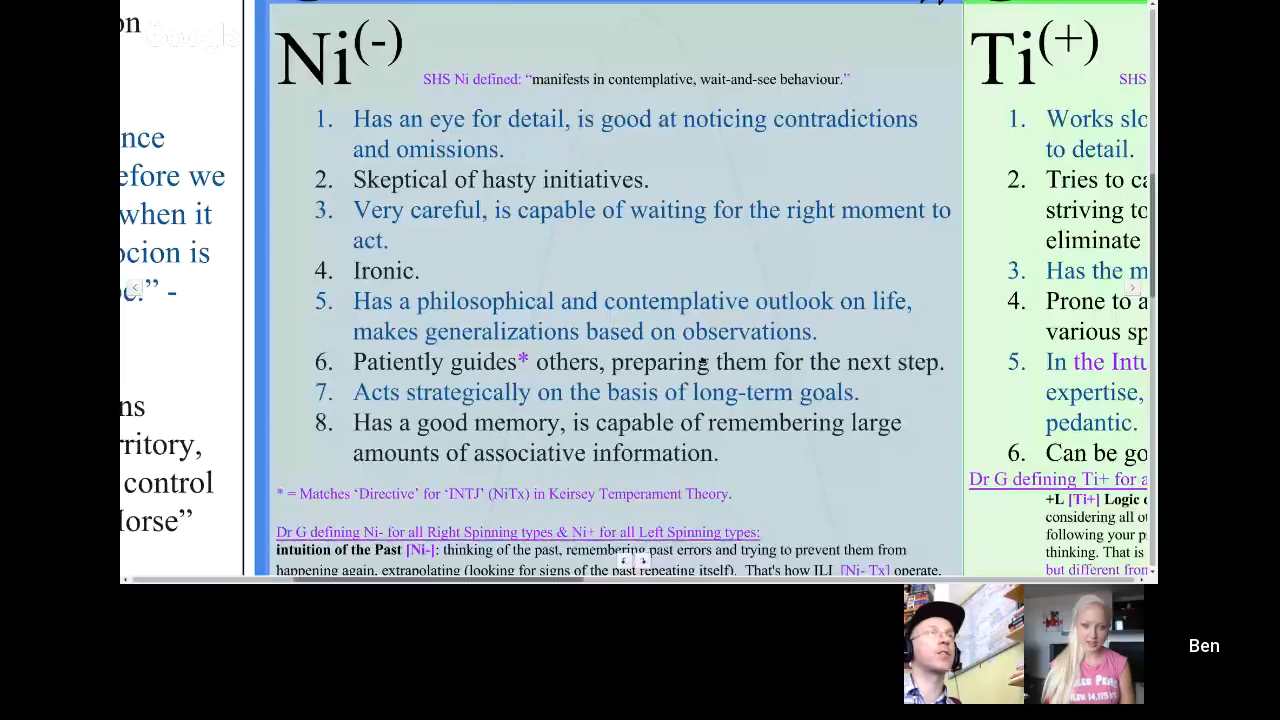 on
Google
Ni(-)
SHS Ni defined: “manifests in contemplative, wait-and-see behaviour.”
1. Has an eye for detail, is good at noticing contradictions
and omissions.
2. Skeptical of hasty initiatives.
3. Very careful, is capable of waiting for the right moment to
act.
4. Ironic.
5. Has a philosophical and contemplative outlook on life,
makes generalizations based on observations.
6. Patiently guides* others, preparing them for the next step.
7. Acts strategically on the basis of long-term goals.
8. Has a good memory, is capable of remembering large
amounts of associative information.
* = Matches ‘Directive’ for ‘INTJ’ (NiTx) in Keirsey Temperament Theory.
Dr G defining Ni- for all Right Spinning types & Ni+ for all Left Spinning types:
intuition of the Past [Ni-]: thinking of the past, remembering past errors and trying to prevent them from
happening again, extrapolating (looking for signs of the past repeating itself). That's how ILI [Ni- Tx] operate.
Ti(+)
SHS
1. Works slo
to detail.
2. Tries to ca
striving to
eliminate
3. Has the m
4. Prone to a
various sp
5. In the Intu
expertise,
pedantic.
6. Can be go
Dr G defining Ti+ for a
+L [Ti+] Logic o
considering all ot
following your p
thinking. That is
but different from
nce
efore we
when it
ocion is
” -
ns
rritory,
control
Horse”
Ben